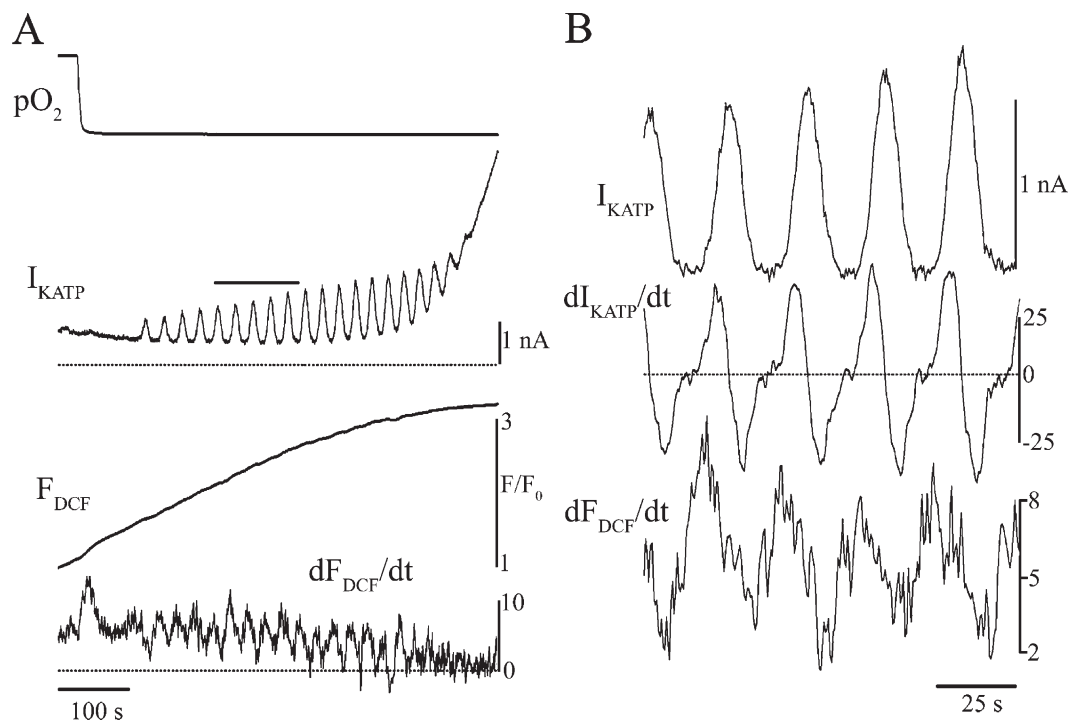 A
pO2
IKATP
1 nA
FDCF
3
F/F0
1
dFDCF/dt
10
0
100 s
B
IKATP
1 nA
dIKATP/dt
25
0
-25
dFDCF/dt
8
5
2
25 s